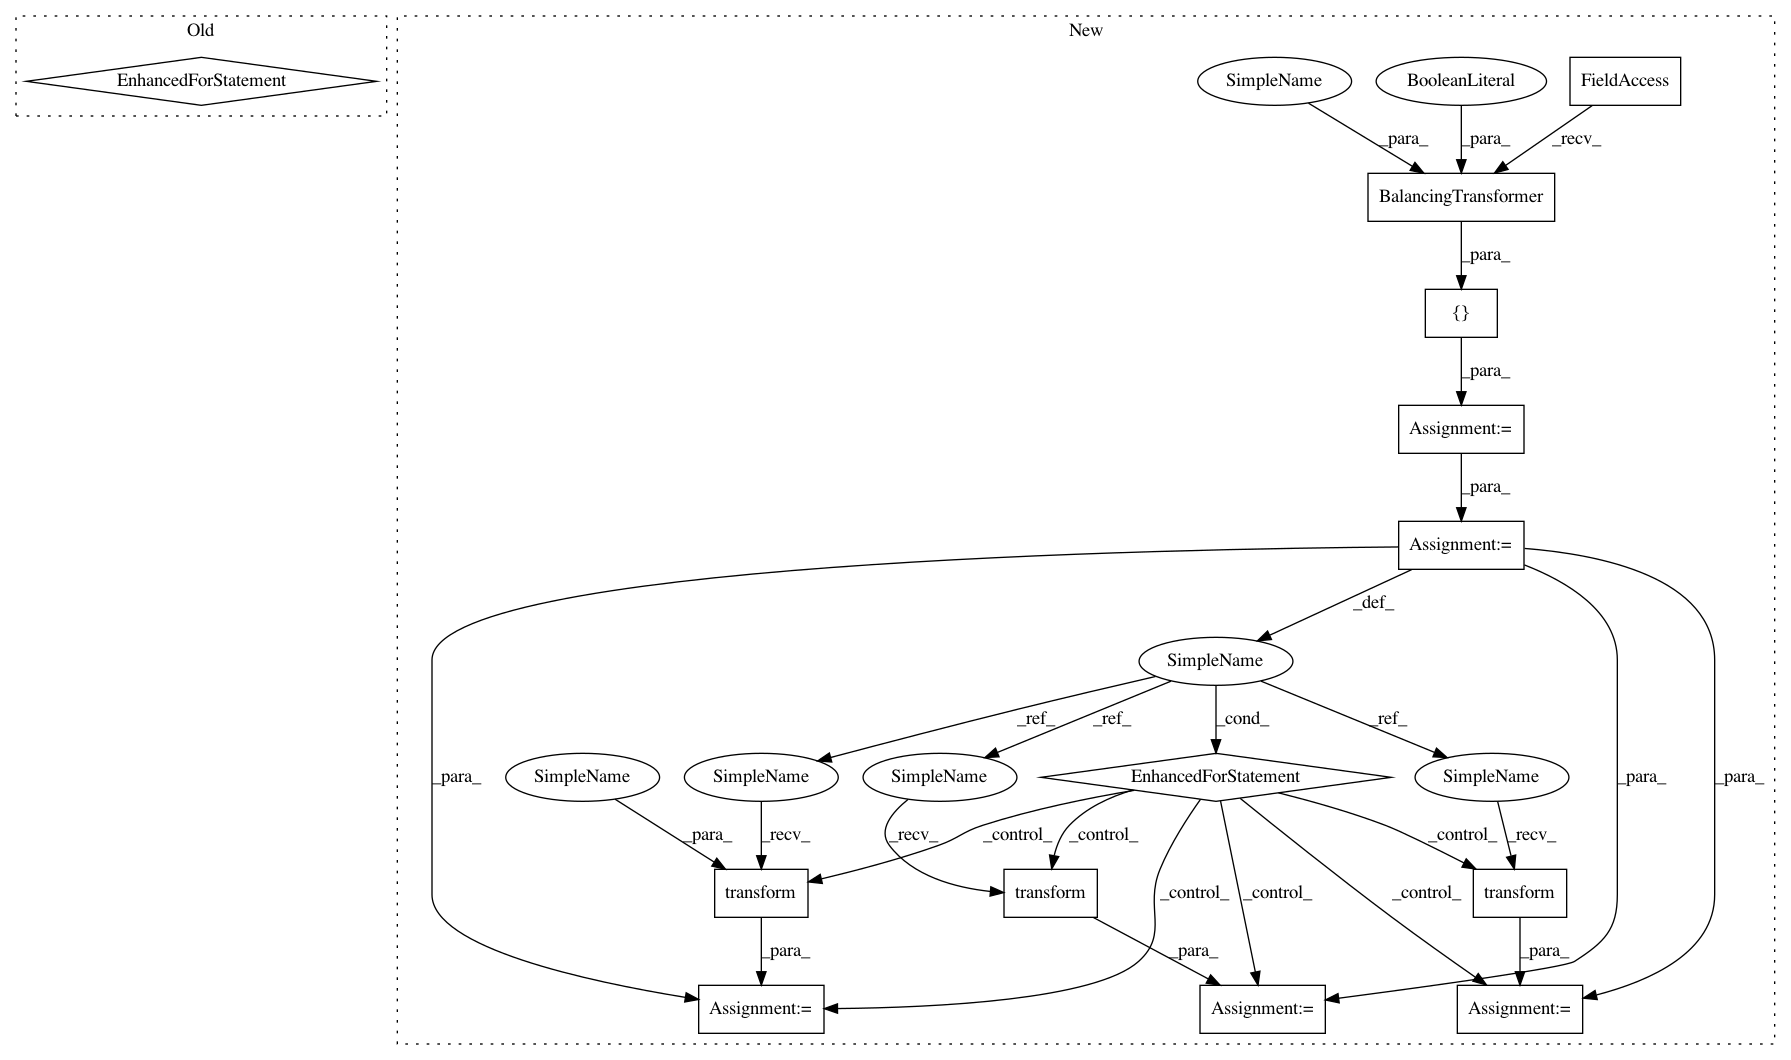 Old
New
EnhancedForStatement
SimpleName
BooleanLiteral
FieldAccess
_para_
_para_
_recv_
BalancingTransformer
_para_
{}
_para_
Assignment:=
_para_
Assignment:=
_def_
SimpleName
_ref_
_ref_
_cond_
_ref_
_para_
SimpleName
SimpleName
SimpleName
EnhancedForStatement
SimpleName
_para_
_para_
_para_
_recv_
_recv_
_control_
_control_
_control_
_recv_
transform
transform
transform
_control_
_control_
_control_
_para_
_para_
_para_
Assignment:=
Assignment:=
Assignment:=